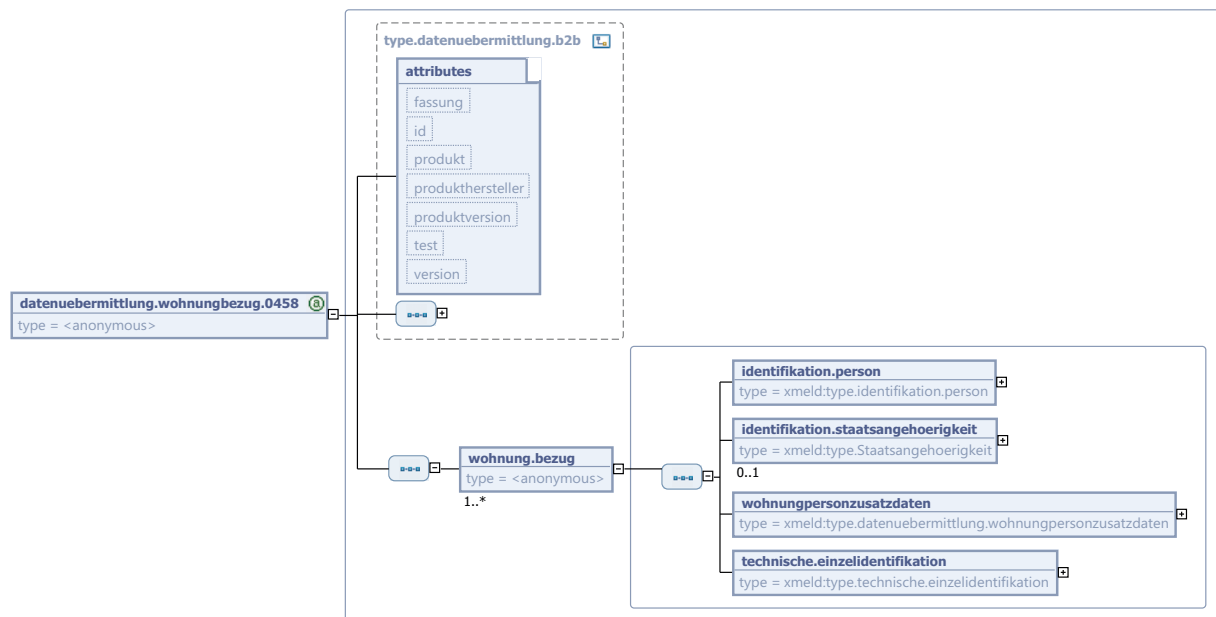 type.datenuebermittlung.b2b
attributes
fassung
id
produkt
produkthersteller
produktversion
test
version
datenuebermittlung.wohnungbezug.0458 a
type = <anonymous>
wohnung.bezug
type = <anonymous>
1..*
identifikation.person
type = xmeld:type.identifikation.person
identifikation.staatsangehoerigkeit
type = xmeld:type.Staatsangehoerigkeit
0..1
wohnungpersonzusatzdaten
type = xmeld:type.datenuebermittlung.wohnungpersonzusatzdaten
technische.einzelidentifikation
type = xmeld:type.technische.einzelidentifikation